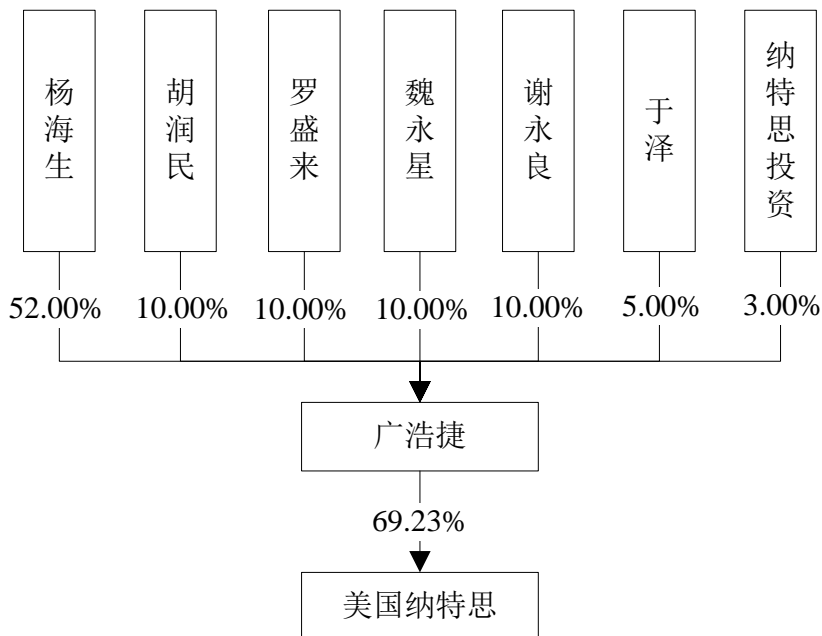 杨海生
胡润民
罗盛来
魏永星
谢永良
于泽
纳特思投资
52.00%
10.00%
10.00%
10.00%
10.00%
5.00%
3.00%
广浩捷
69.23%
美国纳特思